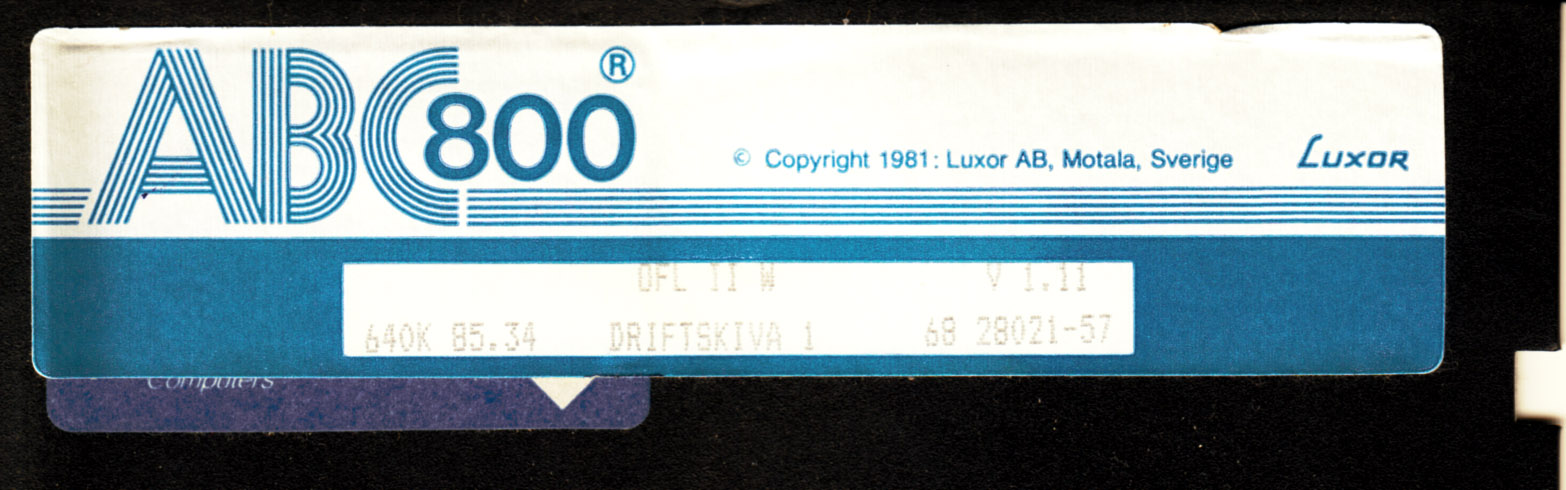 ABC800®
© Copyright 1981: Luxor AB, Motala, Sverige
LUXOR
OFL II W V 1.11
640K 85.34 DRIFTSKIVA 1 68 28021-57
Computers